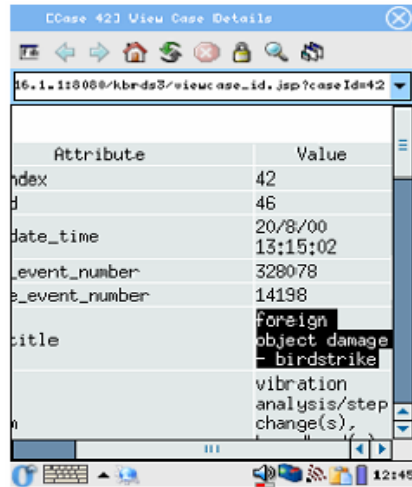 [Case 42] View Case Details
16.1.1:8080/kbrds3/viewcase_id.jsp?caseId=42
Attribute Value
ndex 42
d 46
date_time 20/8/00
13:15:02
_event_number 328078
e_event_number 14198
title foreign
object damage
- birdstrike
vibration
analysis/step
change(s),
12:45